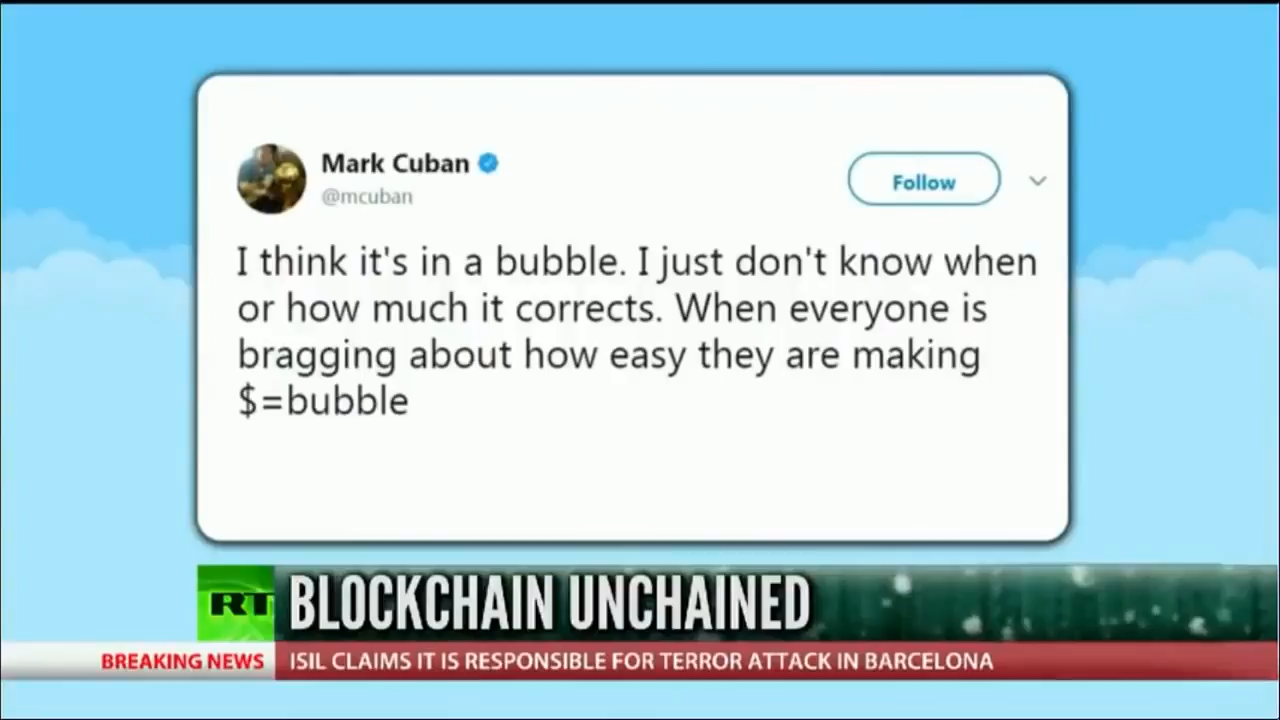 Mark Cuban
@mcuban
Follow
I think it's in a bubble. I just don't know when
or how much it corrects. When everyone is
bragging about how easy they are making
$=bubble
RT
BLOCKCHAIN UNCHAINED
BREAKING NEWS
ISIL CLAIMS IT IS RESPONSIBLE FOR TERROR ATTACK IN BARCELONA